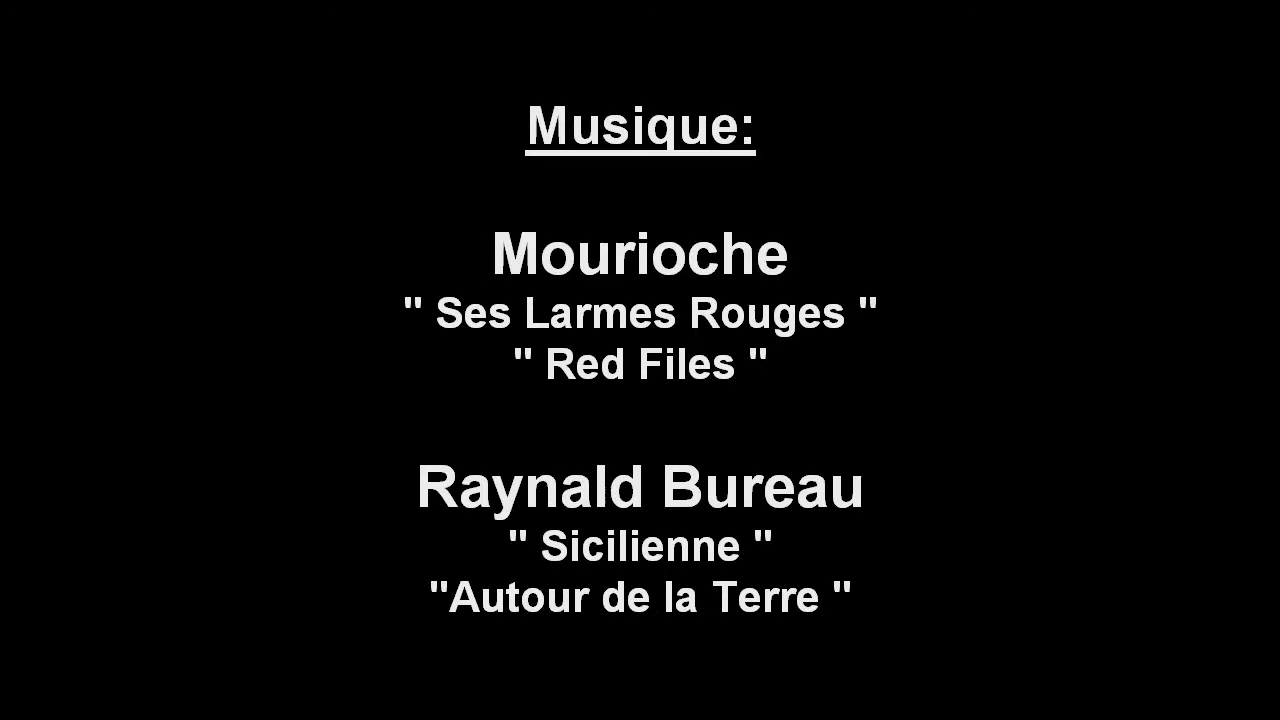 Musique:
Mourioche
" Ses Larmes Rouges "
" Red Files "
Raynald Bureau
" Sicilienne "
"Autour de la Terre "